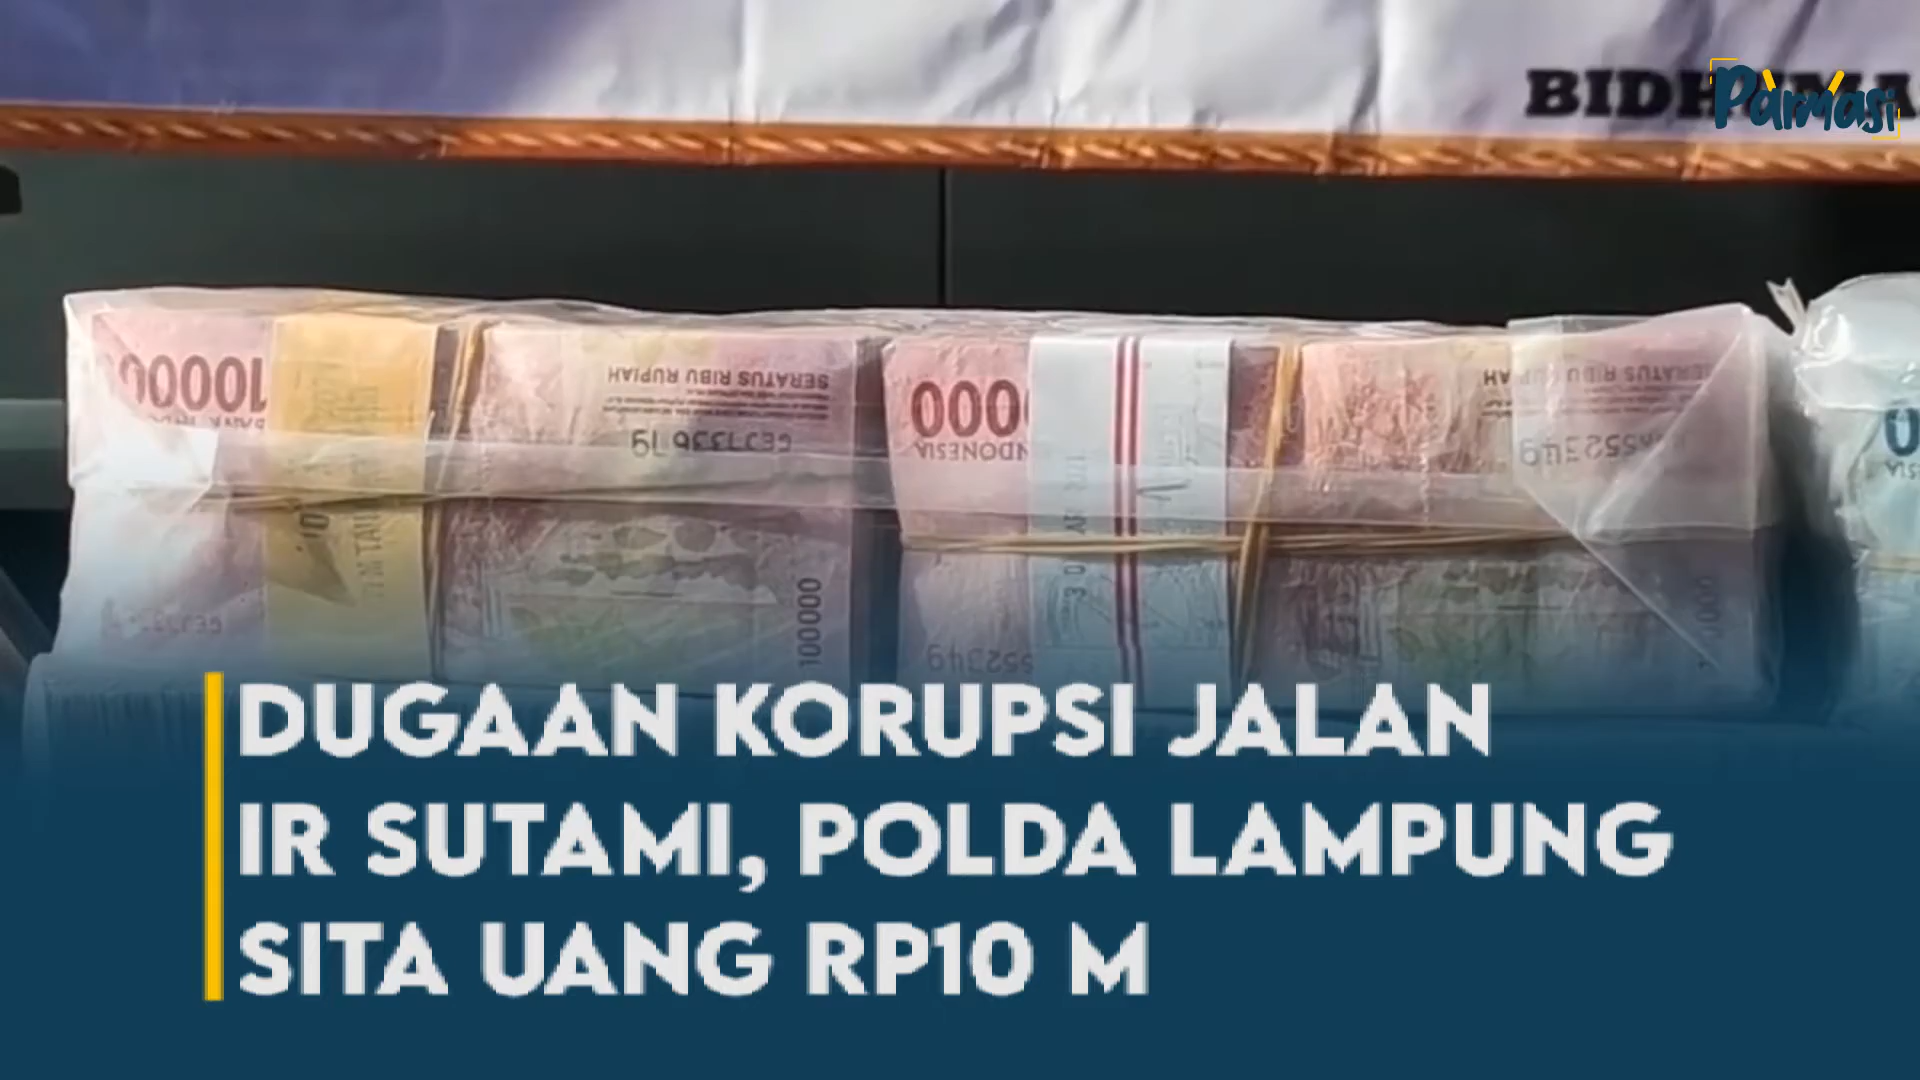 BIDH
Parmasi
10000
SERATUS RIBU RUPIAH
000
INDONESIA
SERATUS RIBU RUPIAH
100000
DUGAAN KORUPSI JALAN
IR SUTAMI, POLDA LAMPUNG
SITA UANG RP10 M